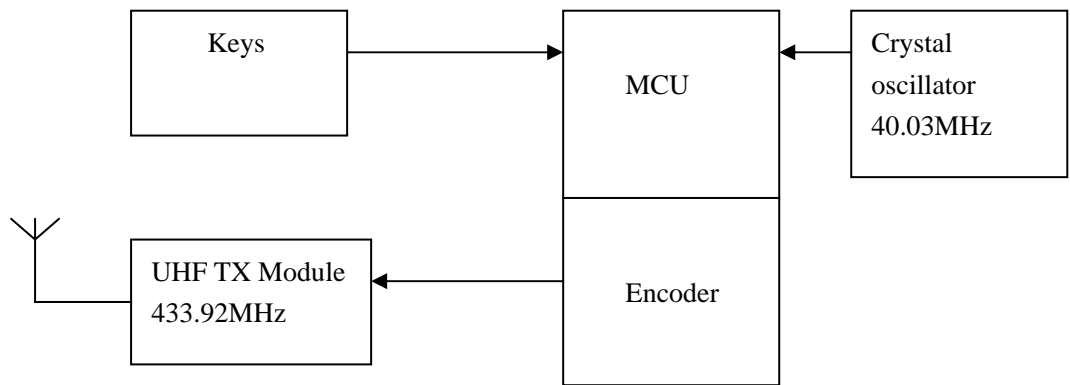 Keys
MCU
Crystal
oscillator
40.03MHz
UHF TX Module
433.92MHz
Encoder